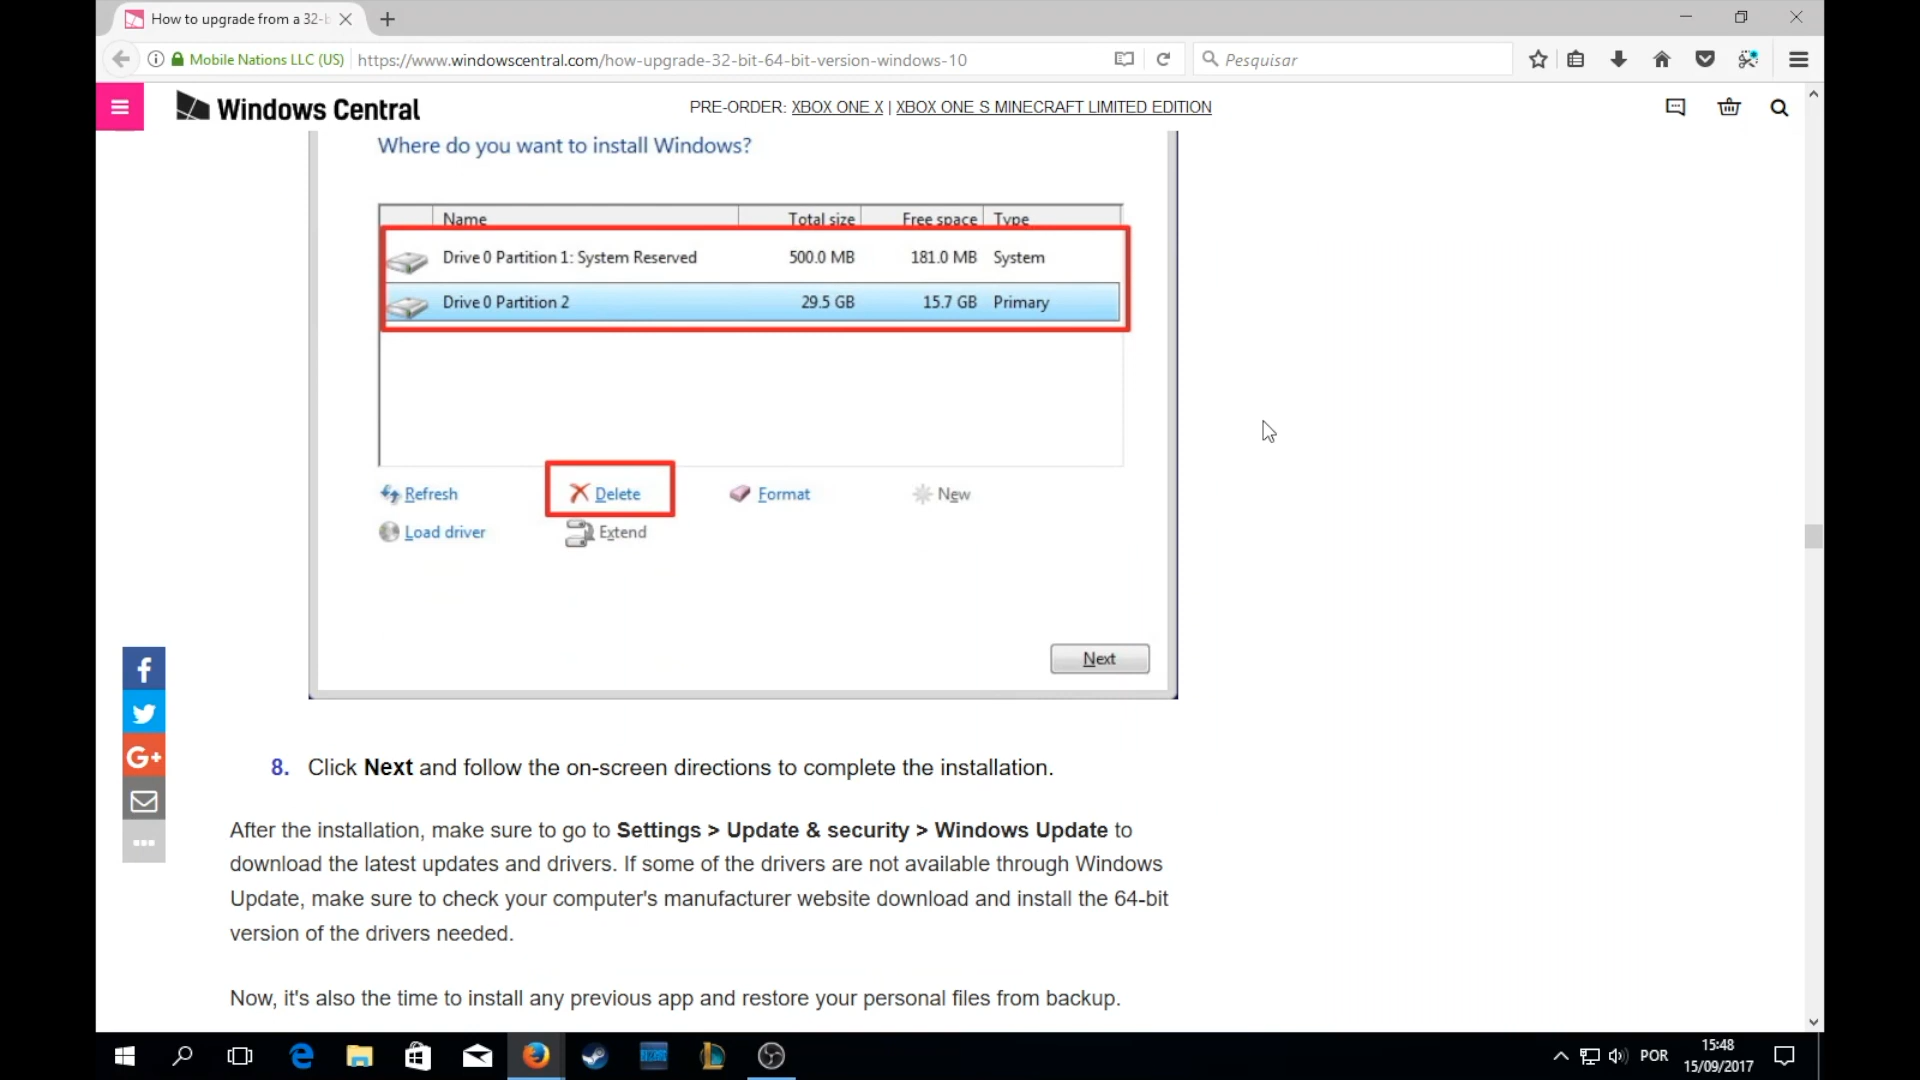 How to upgrade from a 32-b
Mobile Nations LLC (US)
https://www.windowscentral.com/how-upgrade-32-bit-64-bit-version-windows-10
Pesquisar
Windows Central
PRE-ORDER: XBOX ONE X | XBOX ONE S MINECRAFT LIMITED EDITION
Where do you want to install Windows?
Name Total size Free space Type
Drive 0 Partition 1: System Reserved 500.0 MB 181.0 MB System
Drive 0 Partition 2 29.5 GB 15.7 GB Primary
Refresh Delete Format New
Load driver Extend
Next
8. Click Next and follow the on-screen directions to complete the installation.
After the installation, make sure to go to Settings > Update & security > Windows Update to
download the latest updates and drivers. If some of the drivers are not available through Windows
Update, make sure to check your computer's manufacturer website download and install the 64-bit
version of the drivers needed.
Now, it's also the time to install any previous app and restore your personal files from backup.
f
G+
POR
15:48
15/09/2017